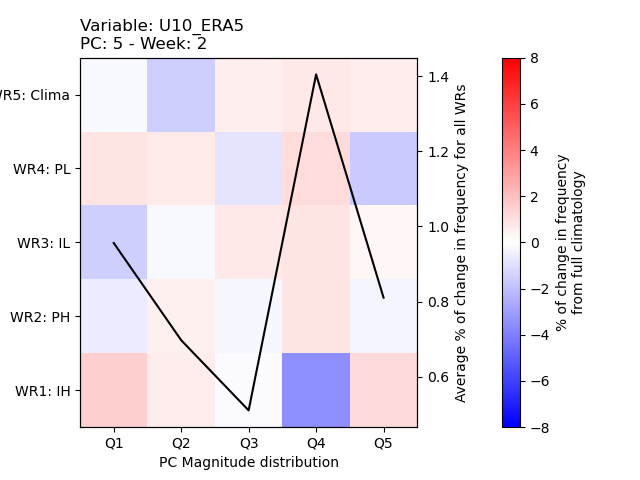 Variable: U10_ERA5
PC: 5 - Week: 2
WR5: Clima
WR4: PL
WR3: IL
WR2: PH
WR1: IH
Q1 Q2 Q3 Q4 Q5
PC Magnitude distribution
1.4
1.2
1.0
0.8
0.6
Average % of change in frequency for all WRs
8
6
4
2
0
−2
−4
−6
−8
% of change in frequency
from full climatology